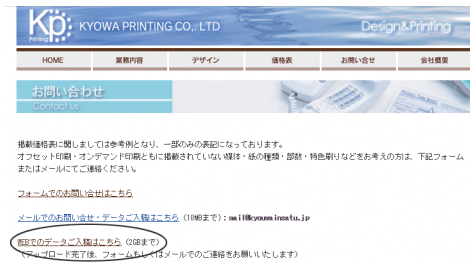 Kp:
Printing
KYOWA PRINTING CO,. LTD
Design&Printing
HOME
業務内容
デザイン
価格表
お問い合せ
会社概要
お問い合わせ
Contact us
掲載価格表に関しましては参考例となり、一部のみの表記になっております。
オフセット印刷・オンデマンド印刷ともに掲載されていない媒体・紙の種類・部数・特色刷りなどをお考えの方は、下記フォーム
またはメールにてご連絡ください。
フォームでのお問い合せはこちら
メールでのお問い合せ・データご入稿はこちら (10MBまで):mail@kyouwainsatu.jp
WEBでのデータご入稿はこちら (2GBまで)
(アップロード完了後、フォームもしくはメールでのご連絡をお願いいたします)